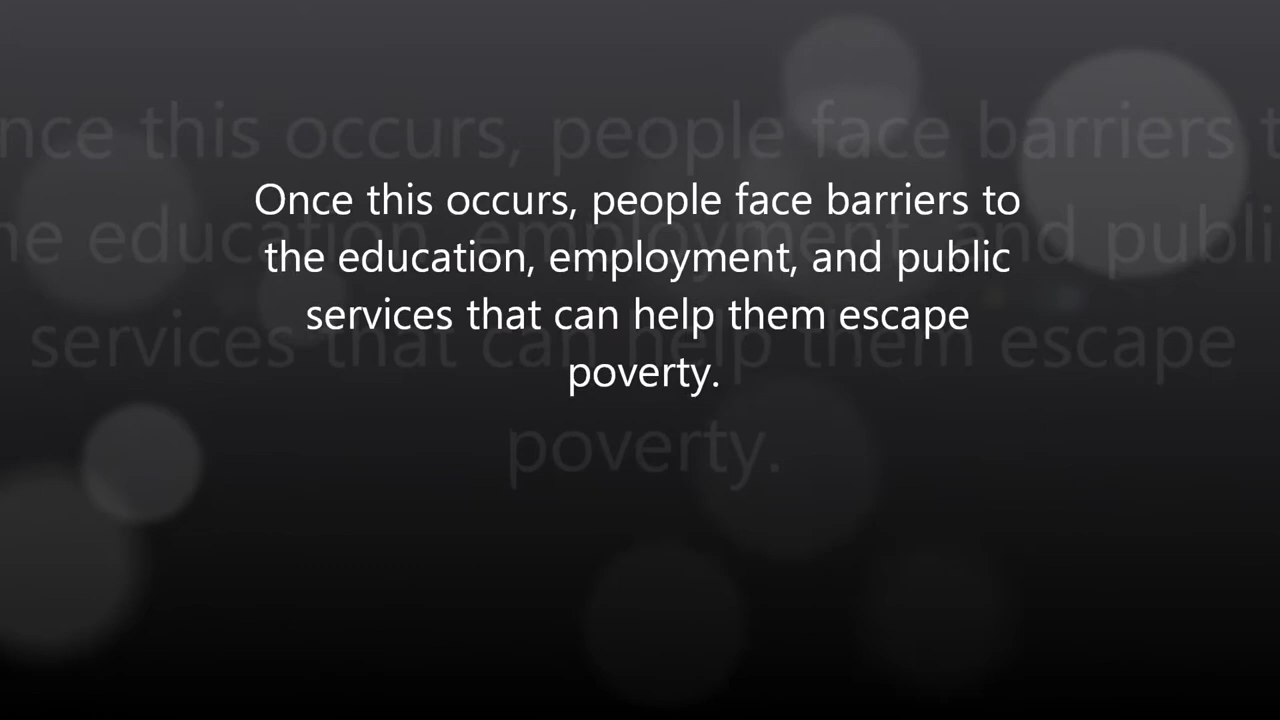 Once this occurs, people face barriers to
the education, employment, and public
services that can help them escape
poverty.